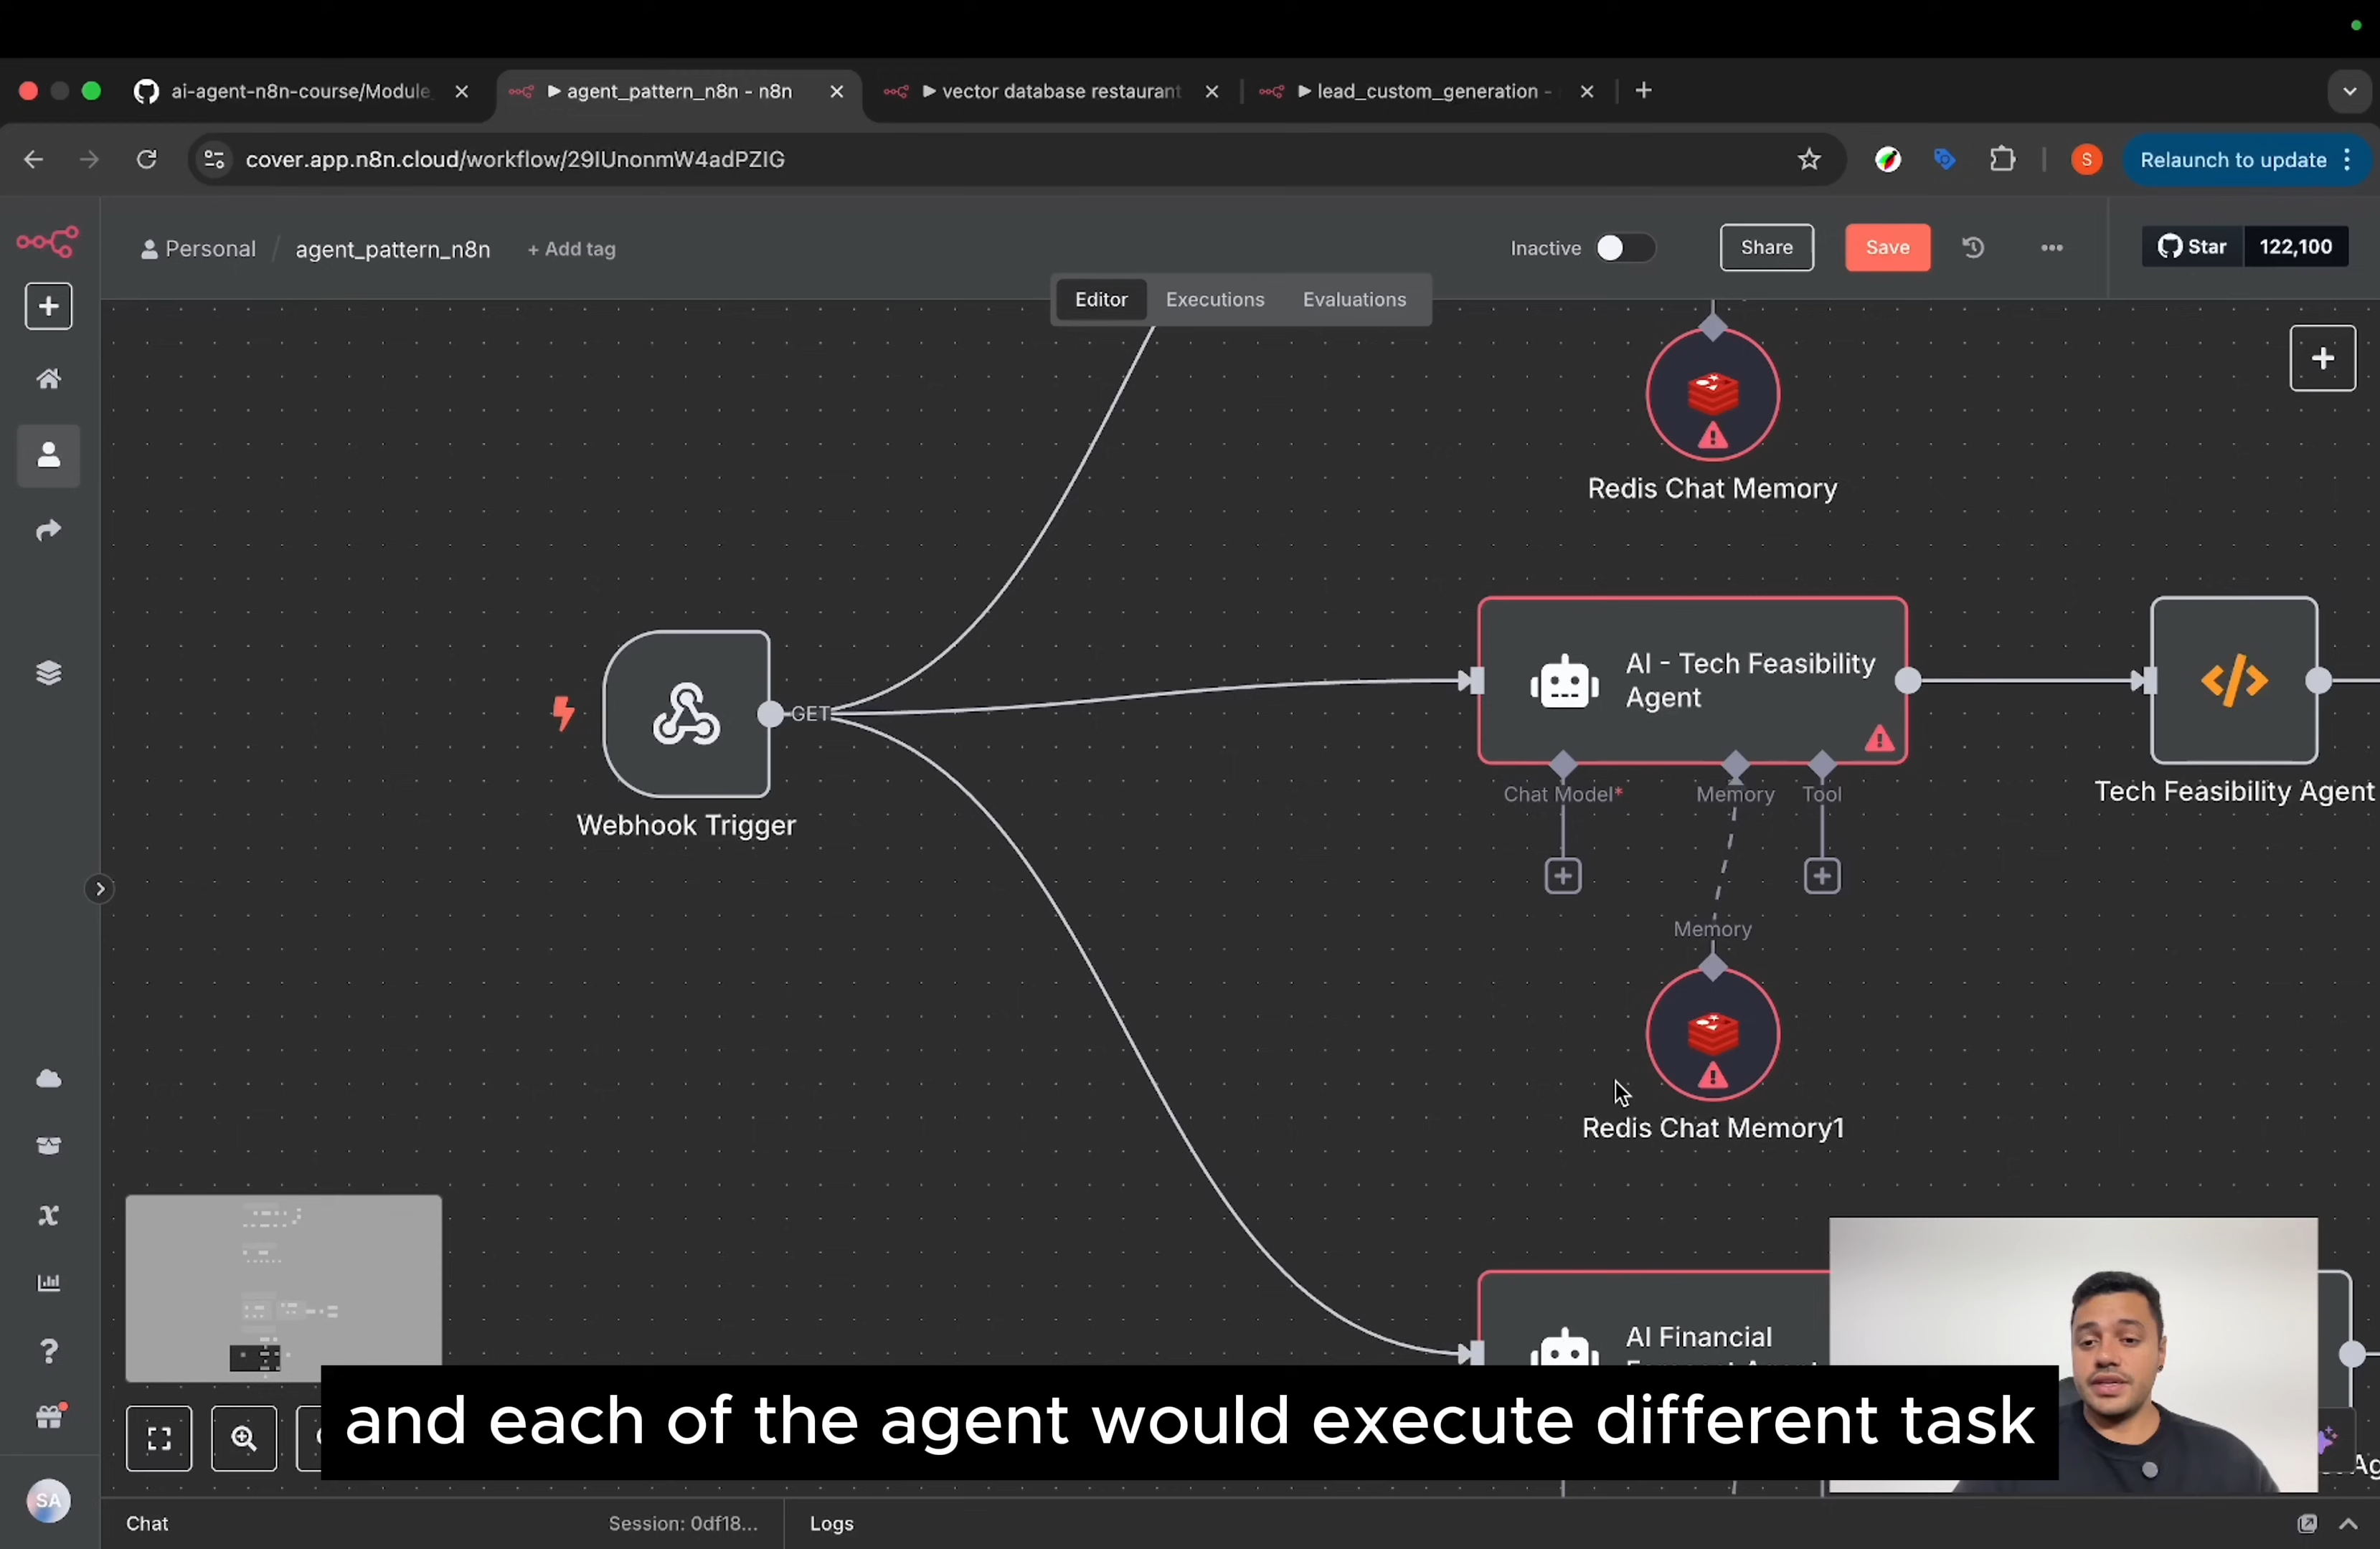 ai-agent-n8n-course/Module_
agent_pattern_n8n - n8n
vector database restaurant
lead_custom_generation -
cover.app.n8n.cloud/workflow/29IUnonmW4adPZIG
S
Relaunch to update
Personal / agent_pattern_n8n + Add tag
Inactive
Share
Save
Star 122,100
Editor Executions Evaluations
Redis Chat Memory
GET
Webhook Trigger
AI - Tech Feasibility
Agent
Tech Feasibility Agent
Chat Model*
Memory
Tool
Memory
Redis Chat Memory1
AI Financial
and each of the agent would execute different task
SA
Chat
Session: 0df18...
Logs